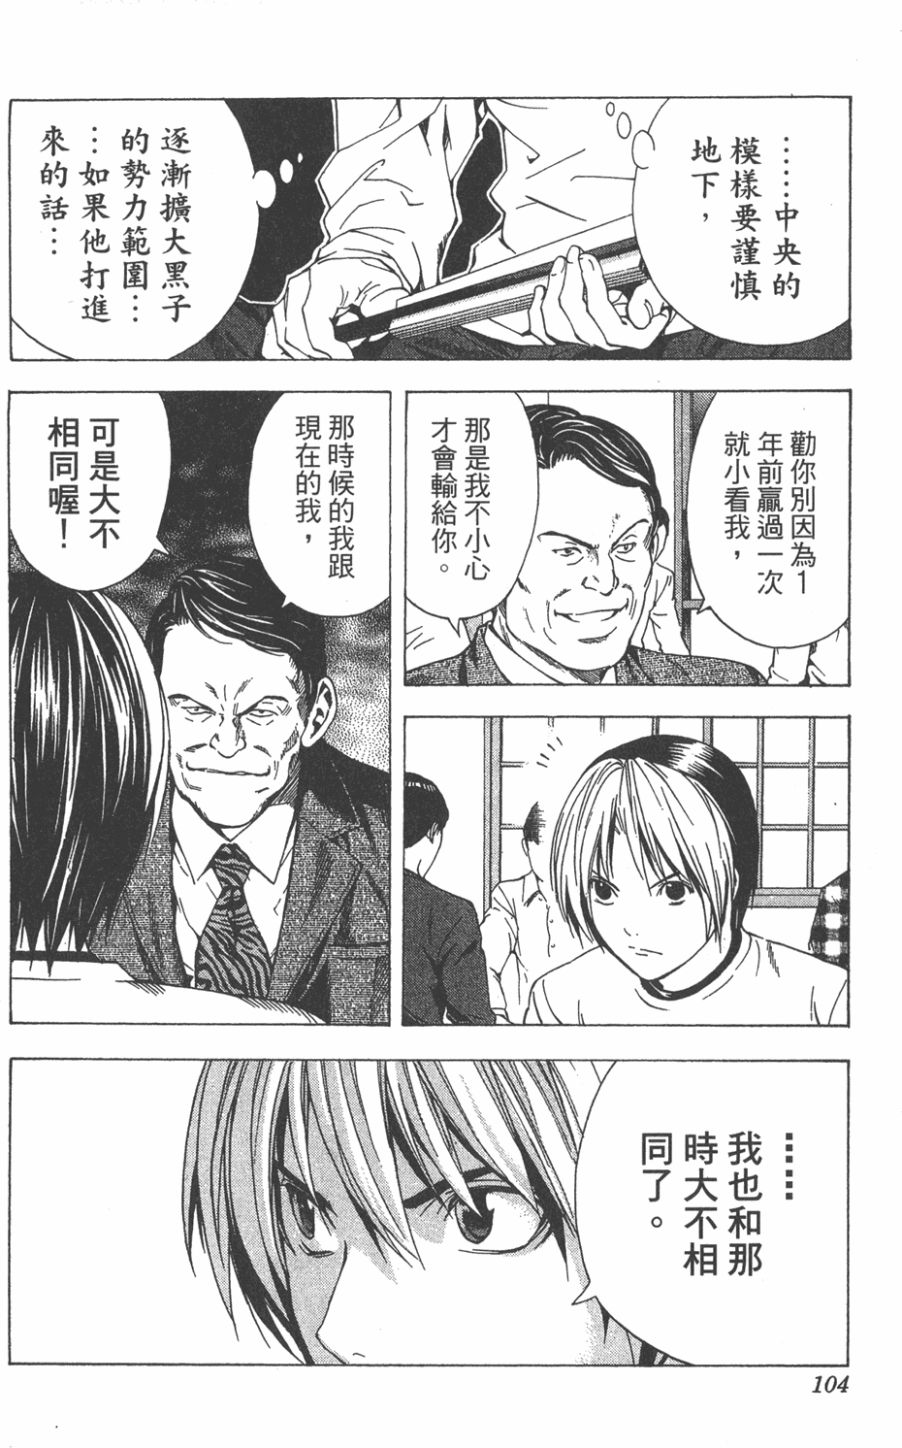 ……中央的
模樣要謹慎
地下，
逐漸擴大黑子
的勢力範圍…
…如果他打進
來的話…
勸你別因為1
年前贏過一次
就小看我，
那是我不小心
才會輸給你。
那時候的我跟
現在的我，
可是大不
相同喔！
……
我也和那
時大不相
同了。
104